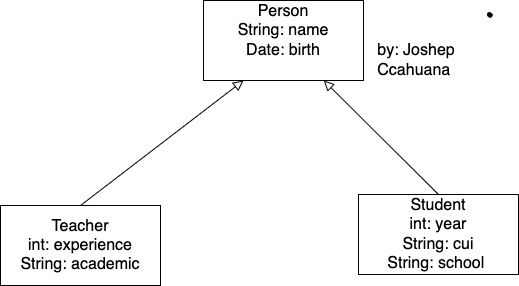 Person
String: name
Date: birth
by: Joshep
Ccahuana
Teacher
int: experience
String: academic
Student
int: year
String: cui
String: school